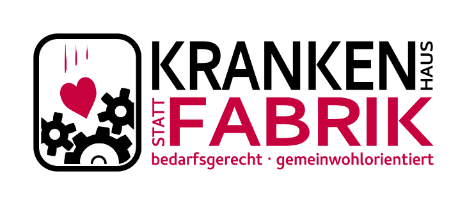 KRANKEN HAUS
STATT FABRIK
bedarfsgerecht · gemeinwohlorientiert